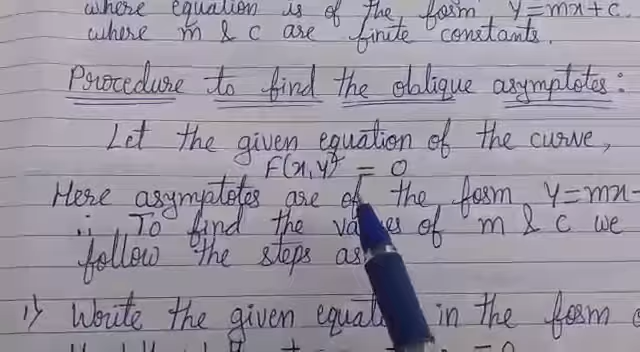 where equation is of the form y=mx+c.
where m & c are finite constants.
Procedure to find the oblique asymptotes:
Let the given equation of the curve,
F(x,y) = 0
Here asymptotes are of the form y=mx
∴ To find the values of m & c we
follow the steps as
1) Write the given equat in the form
=0